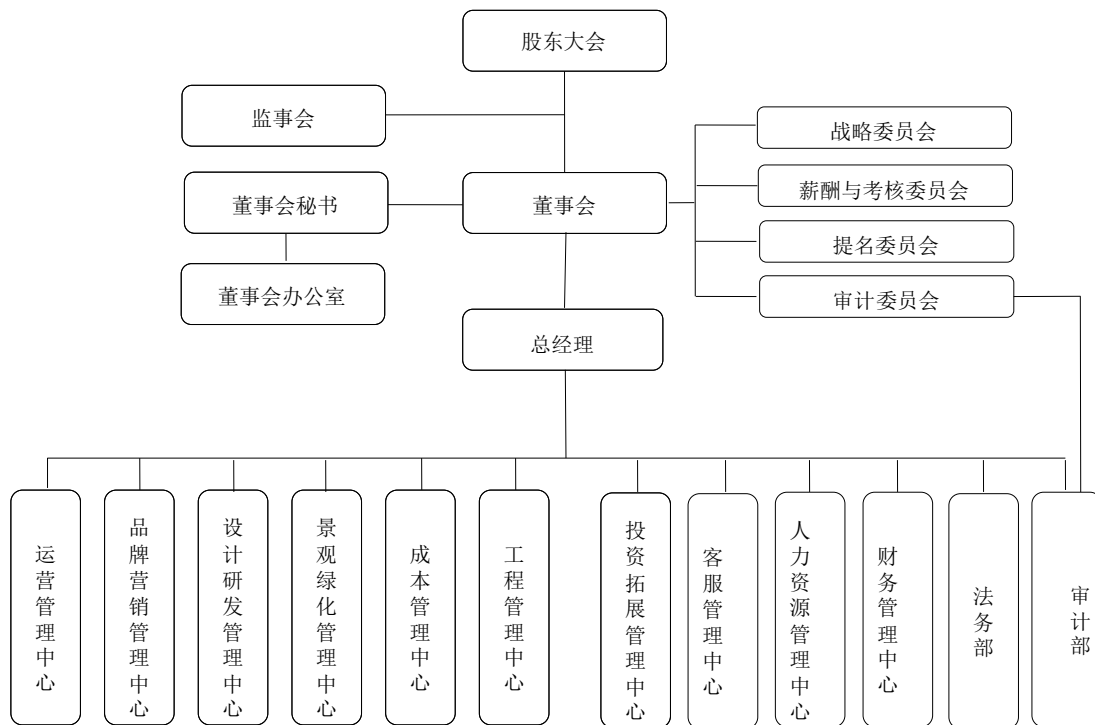 股东大会
监事会
战略委员会
薪酬与考核委员会
董事会秘书
董事会
提名委员会
董事会办公室
审计委员会
总经理
运营管理中心
品牌营销管理中心
设计研发管理中心
景观绿化管理中心
成本管理中心
工程管理中心
投资拓展管理中心
客服管理中心
人力资源管理中心
财务管理中心
法务部
审计部